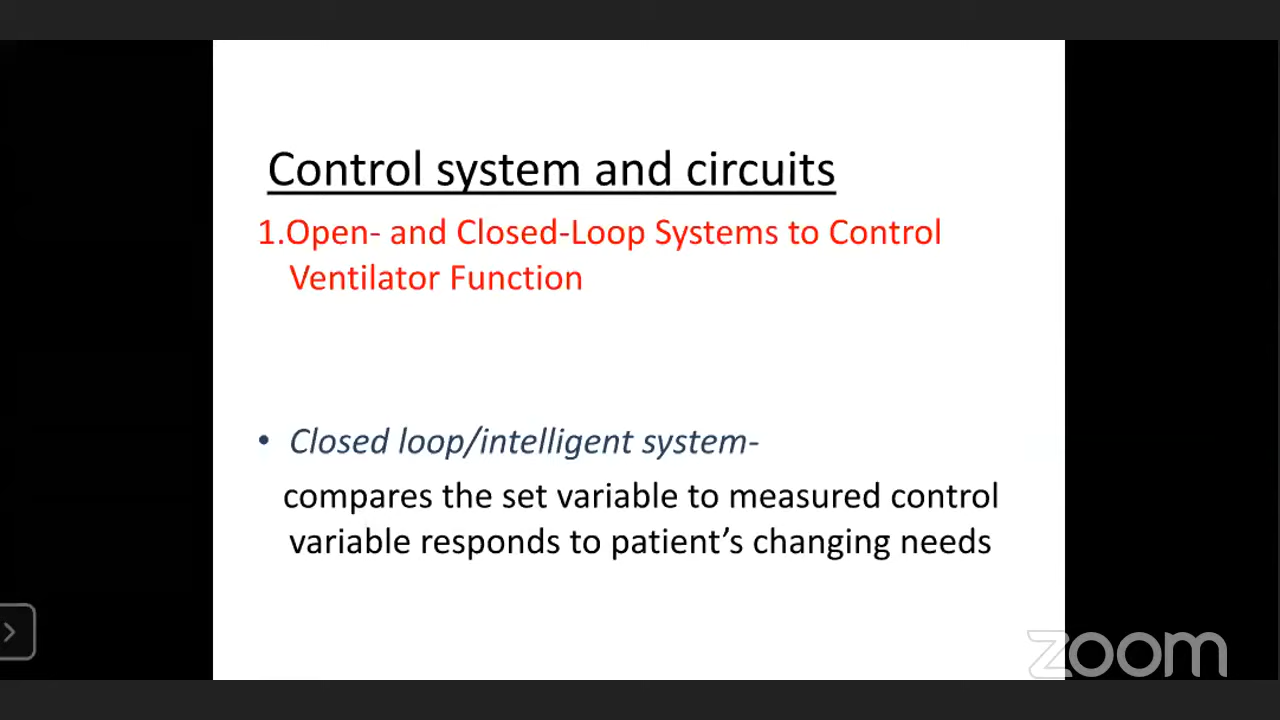 Control system and circuits
1.Open- and Closed-Loop Systems to Control
Ventilator Function
• Closed loop/intelligent system-
compares the set variable to measured control
variable responds to patient’s changing needs
zoom